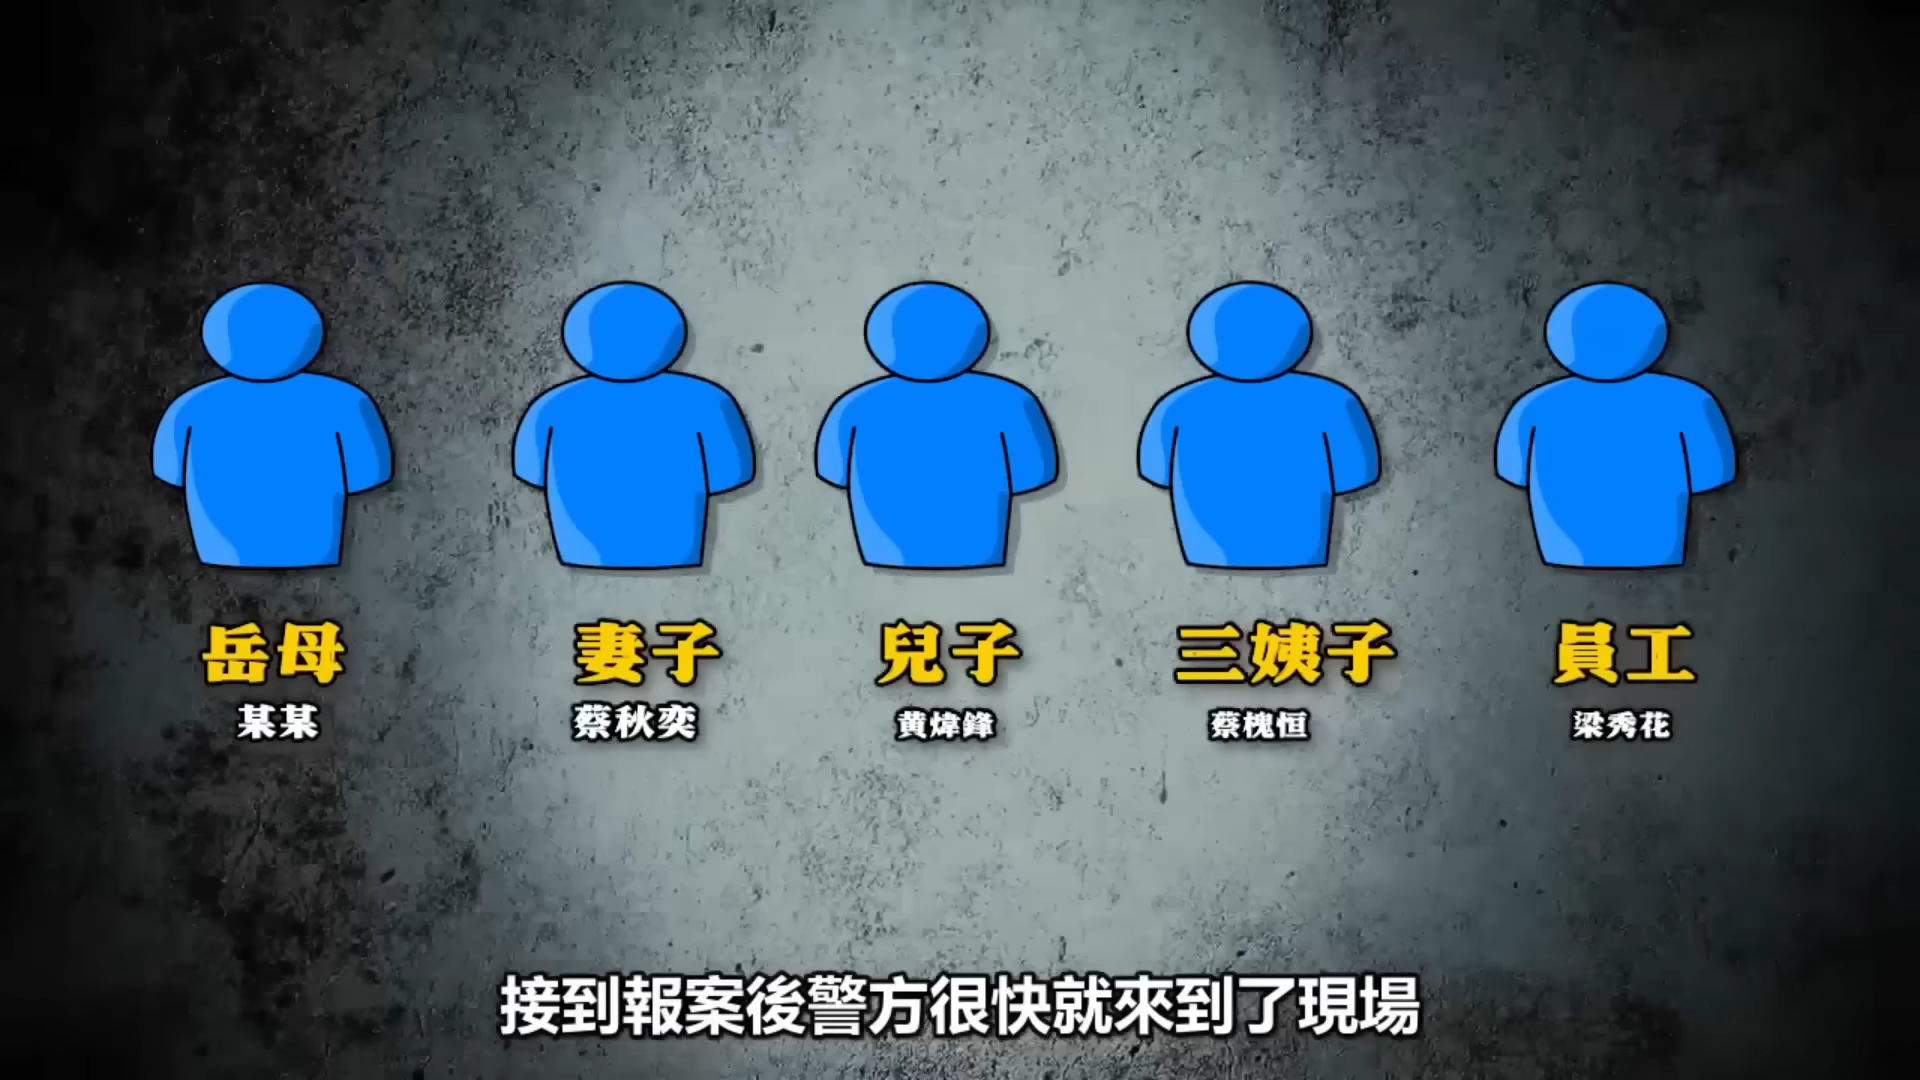 岳母
某某
妻子
蔡秋奕
兒子
黃煒鋒
三姨子
蔡槐恒
員工
梁秀花
接到報案後警方很快就來到了現場